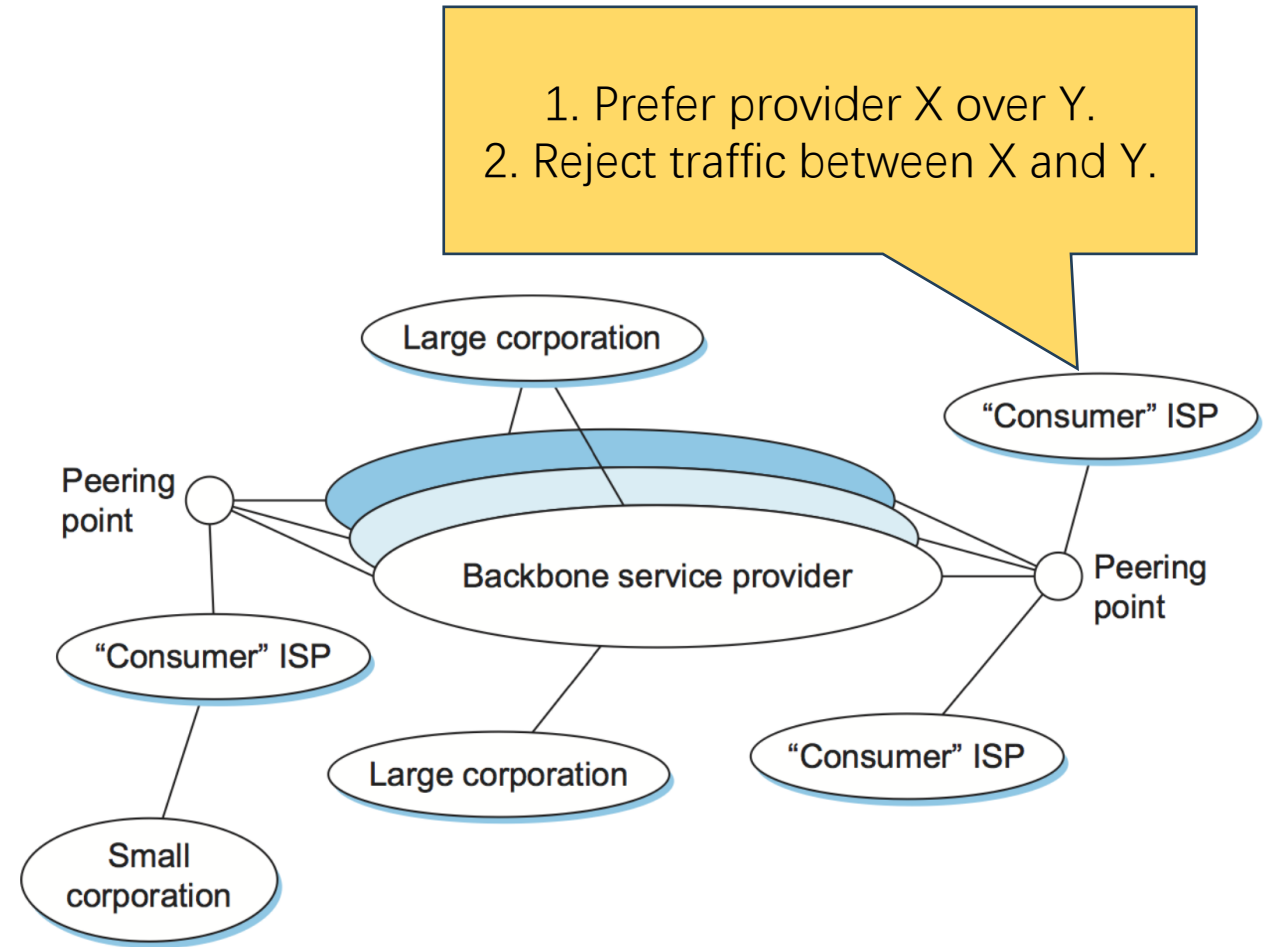 1. Prefer provider X over Y.
2. Reject traffic between X and Y.
Large corporation
“Consumer” ISP
Peering
point
Backbone service provider
Peering
point
“Consumer” ISP
Large corporation
“Consumer” ISP
Small
corporation